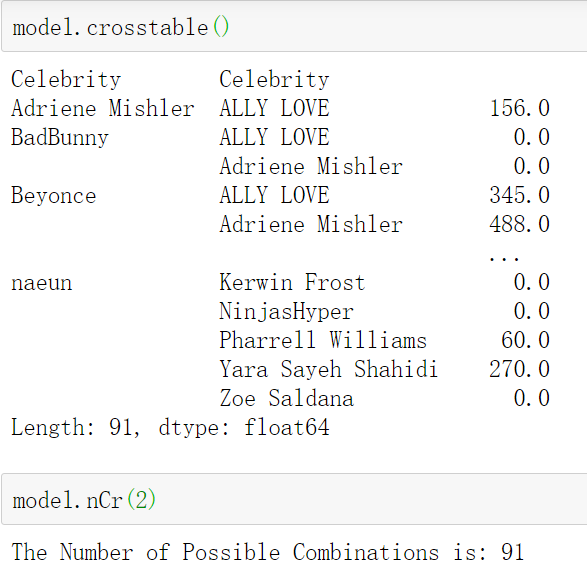 model.crosstable()
Celebrity Celebrity
Adriene Mishler ALLY LOVE 156.0
BadBunny ALLY LOVE 0.0
Adriene Mishler 0.0
Beyonce ALLY LOVE 345.0
Adriene Mishler 488.0
...
naeun Kerwin Frost 0.0
NinjasHyper 0.0
Pharrell Williams 60.0
Yara Sayeh Shahidi 270.0
Zoe Saldana 0.0
Length: 91, dtype: float64
model.nCr(2)
The Number of Possible Combinations is: 91